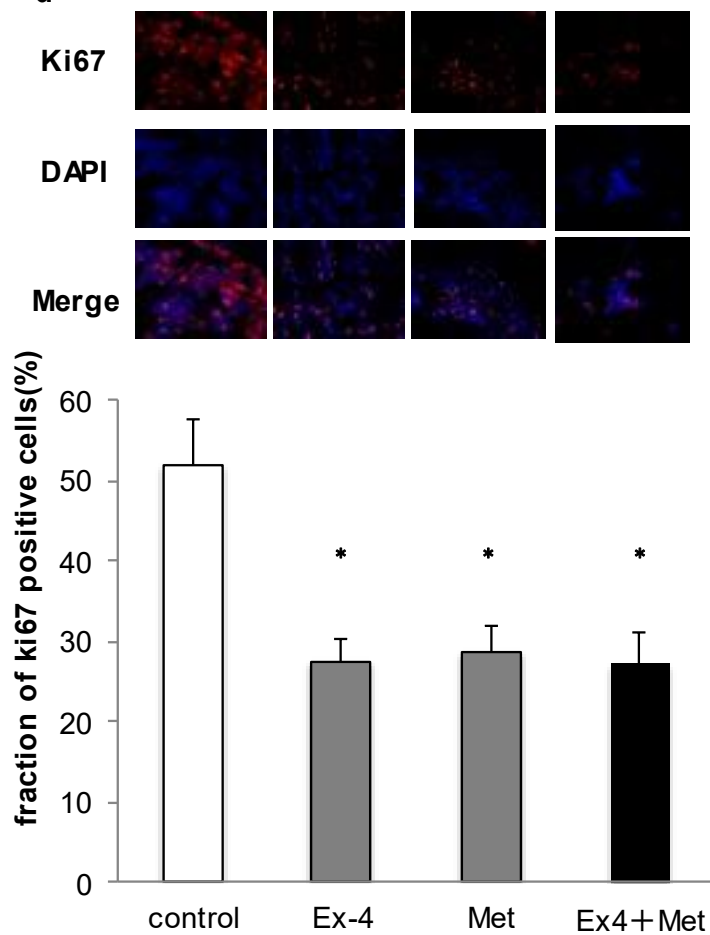 Ki67
DAPI
Merge
fraction of ki67 positive cells(%)
60
50
40
30
20
10
0
*
*
*
control Ex-4 Met Ex4+Met